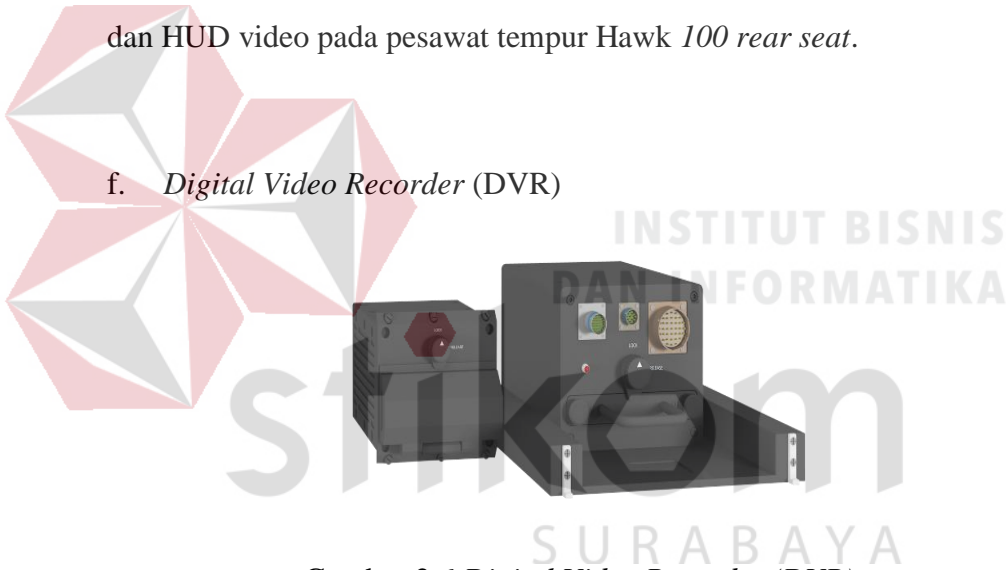 dan HUD video pada pesawat tempur Hawk 100 rear seat.
f. Digital Video Recorder (DVR)
INSTITUT BISNIS
DAN INFORMATIKA
stikom
SURABAYA